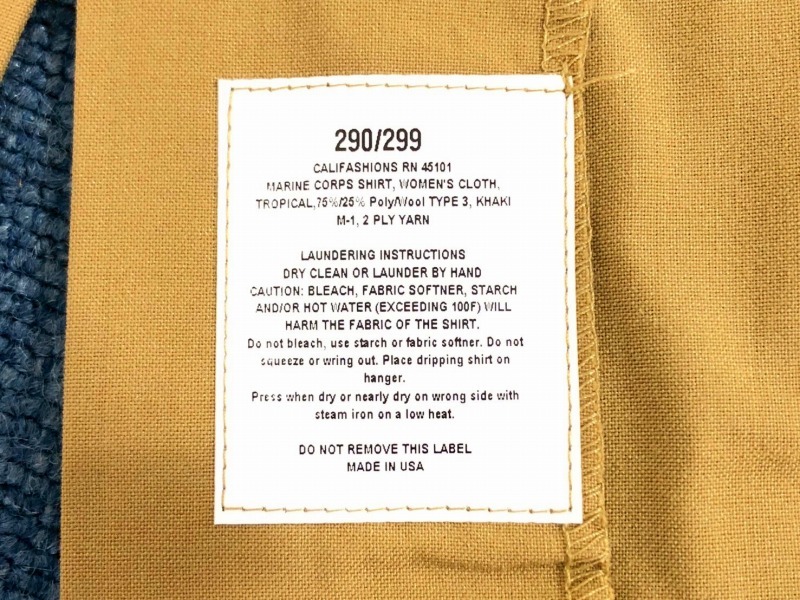 290/299
CALIFASHIONS RN 45101
MARINE CORPS SHIRT, WOMEN'S CLOTH,
TROPICAL,75%/25% Poly/Wool TYPE 3, KHAKI
M-1, 2 PLY YARN
LAUNDERING INSTRUCTIONS
DRY CLEAN OR LAUNDER BY HAND
CAUTION: BLEACH, FABRIC SOFTNER, STARCH
AND/OR HOT WATER (EXCEEDING 100F) WILL
HARM THE FABRIC OF THE SHIRT.
Do not bleach, use starch or fabric softner. Do not
squeeze or wring out. Place dripping shirt on
hanger.
Press when dry or nearly dry on wrong side with
steam iron on a low heat.
DO NOT REMOVE THIS LABEL
MADE IN USA